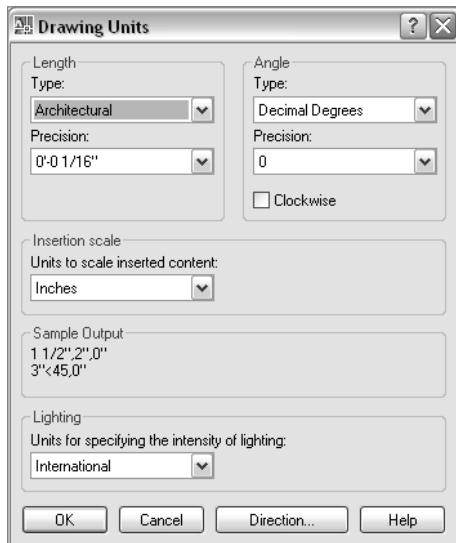 Drawing Units
Length
Type:
Architectural
Precision:
0'-0 1/16"
Angle
Type:
Decimal Degrees
Precision:
0
Clockwise
Insertion scale
Units to scale inserted content:
Inches
Sample Output
1 1/2",2",0"
3"<45,0"
Lighting
Units for specifying the intensity of lighting:
International
OK
Cancel
Direction...
Help